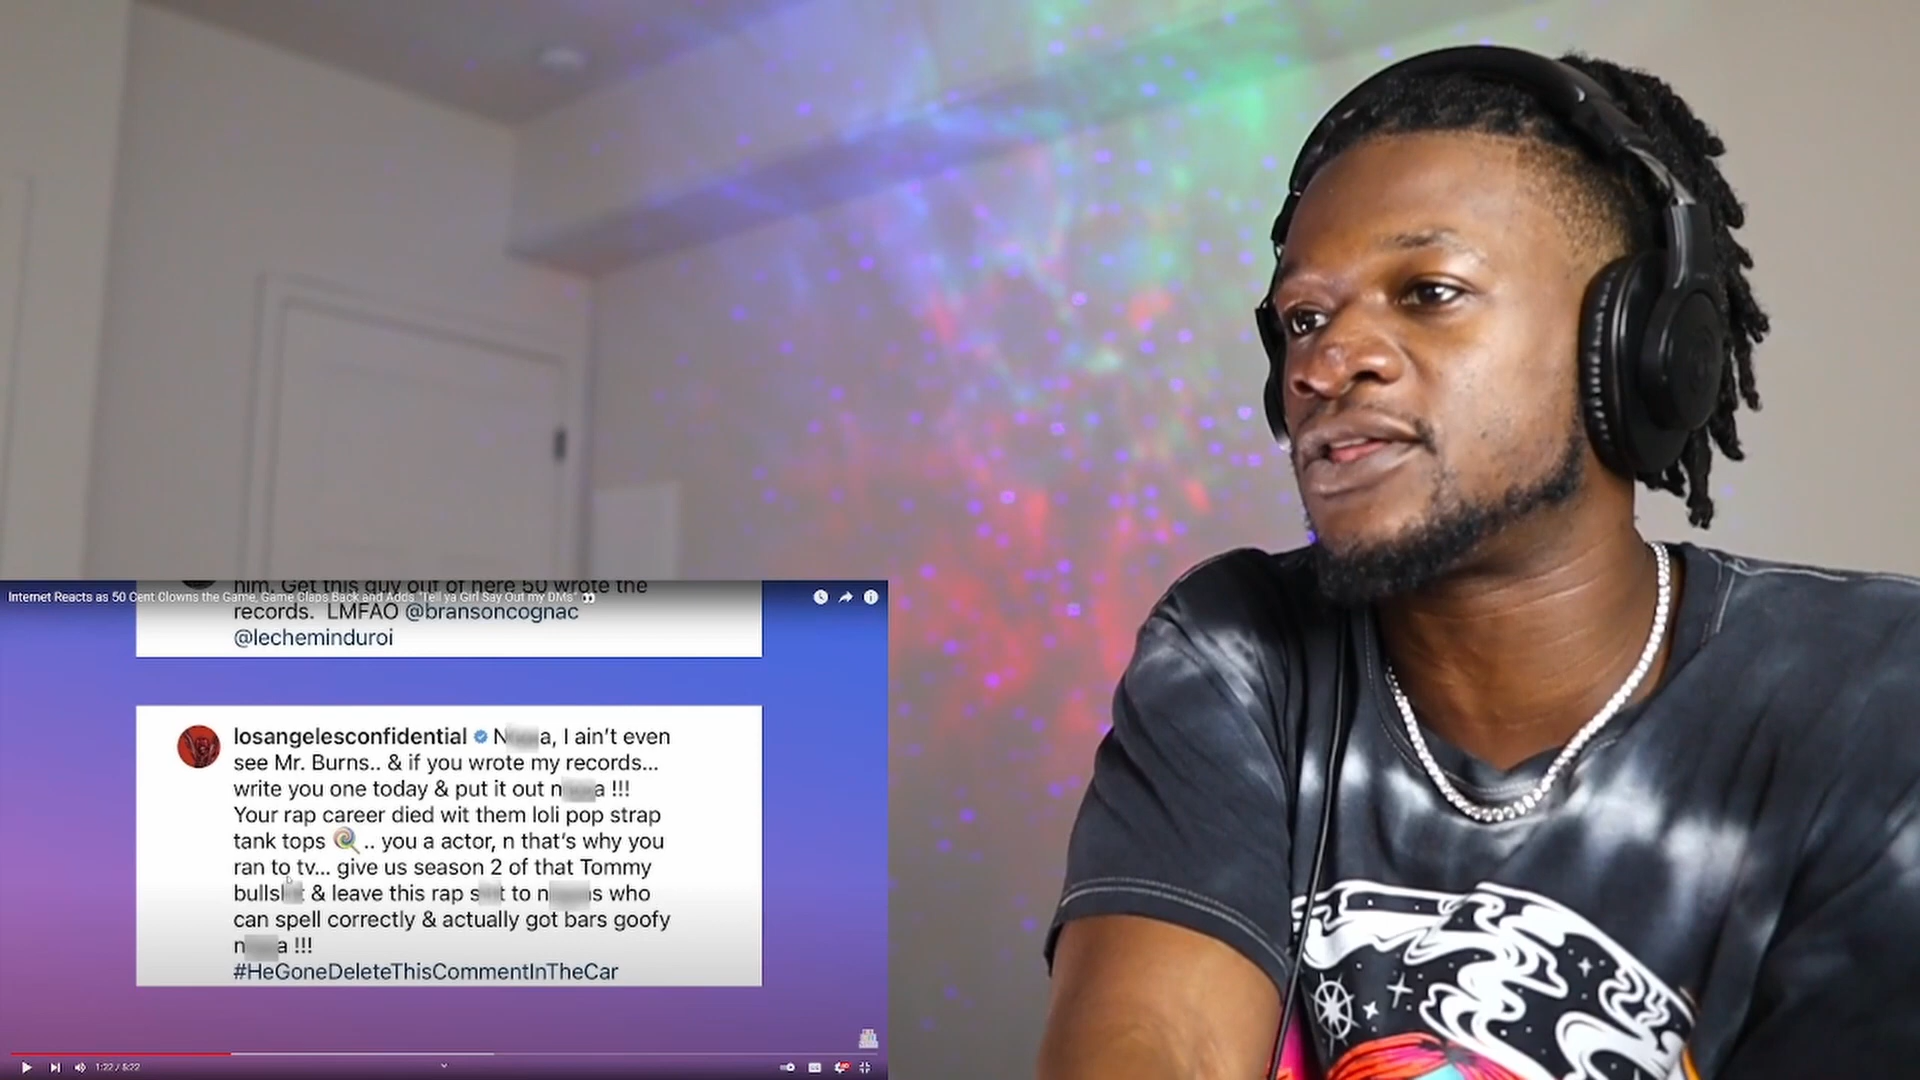 him. Get this guy out of here 50 wrote the
Internet Reacts as 50 Cent Clowns the Game, Game Claps Back and Adds "Tell ya Girl Say Out my DMs" 👀
records. LMFAO @bransoncognac
@lecheminduroi
losangelesconfidential N a, I ain't even
see Mr. Burns.. & if you wrote my records...
write you one today & put it out n a !!!
Your rap career died wit them loli pop strap
tank tops 🍭.. you a actor, n that's why you
ran to tv... give us season 2 of that Tommy
bullsh t & leave this rap s t to n s who
can spell correctly & actually got bars goofy
n a !!!
#HeGoneDeleteThisCommentInTheCar
1:22 / 5:22